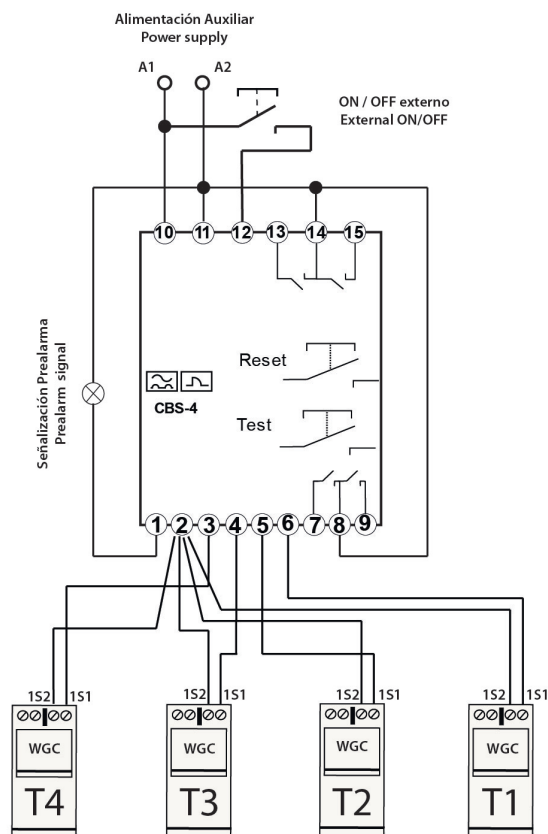 Alimentación Auxiliar
Power supply
A1
A2
ON / OFF externo
External ON/OFF
10 11 12 13 14 15
Señalización Prealarma
Prealarm signal
Reset
CBS-4
Test
1 2 3 4 5 6 7 8 9
1S2 1S1 1S2 1S1 1S2 1S1 1S2 1S1
WGC WGC WGC WGC
T4 T3 T2 T1